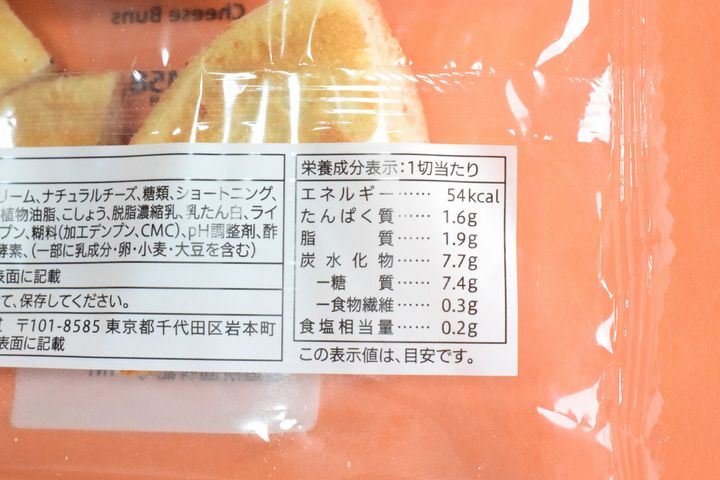 Cheese Buns
リーム、ナチュラルチーズ、糖類、ショートニング、
植物油脂、こしょう、脱脂濃縮乳、乳たん白、ライ
プン、糊料(加工デンプン、CMC)、pH調整剤、酢
酵素、(一部に乳成分・卵・小麦・大豆を含む)
表面に記載
て、保存してください。
〒101-8585 東京都千代田区岩本町
表面に記載
栄養成分表示:1切当たり
エネルギー…… 54kcal
たんぱく質…… 1.6g
脂質…… 1.9g
炭水化物…… 7.7g
ー糖質…… 7.4g
ー食物繊維…… 0.3g
食塩相当量…… 0.2g
この表示値は、目安です。